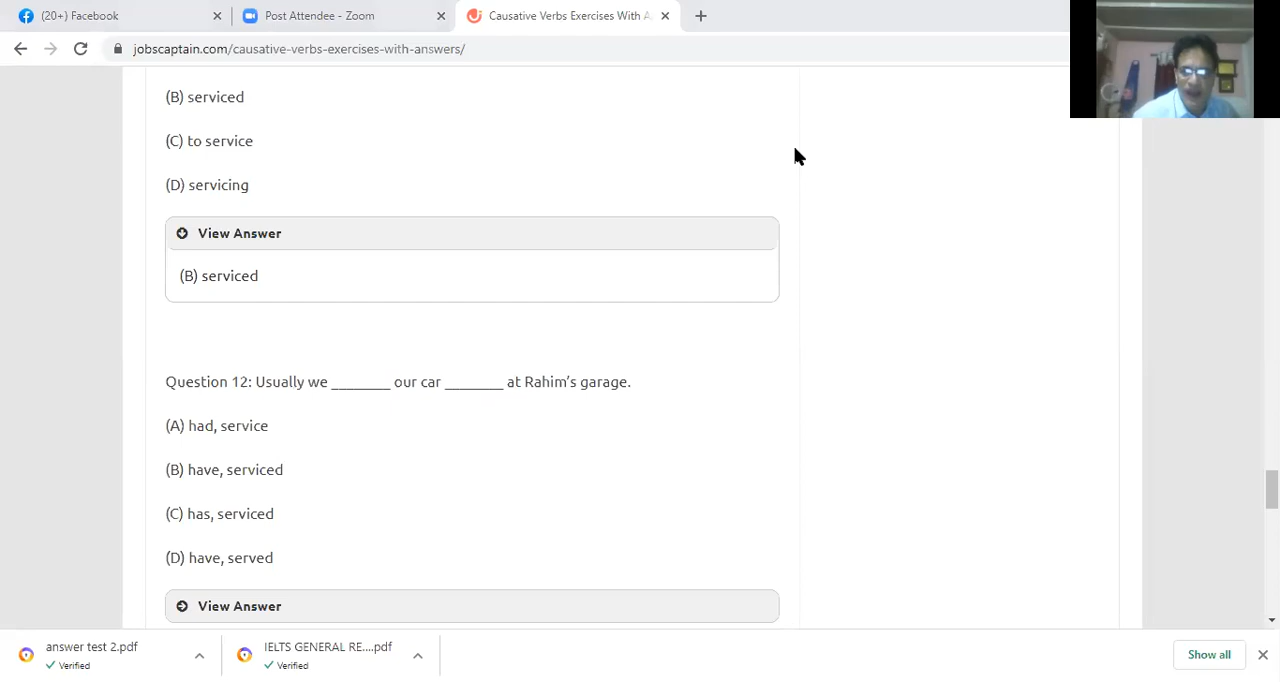 (20+) Facebook
Post Attendee - Zoom
Causative Verbs Exercises With A
jobscaptain.com/causative-verbs-exercises-with-answers/
(B) serviced
(C) to service
(D) servicing
View Answer
(B) serviced
Question 12: Usually we _______ our car _______ at Rahim's garage.
(A) had, service
(B) have, serviced
(C) has, serviced
(D) have, served
View Answer
answer test 2.pdf
Verified
IELTS GENERAL RE....pdf
Verified
Show all